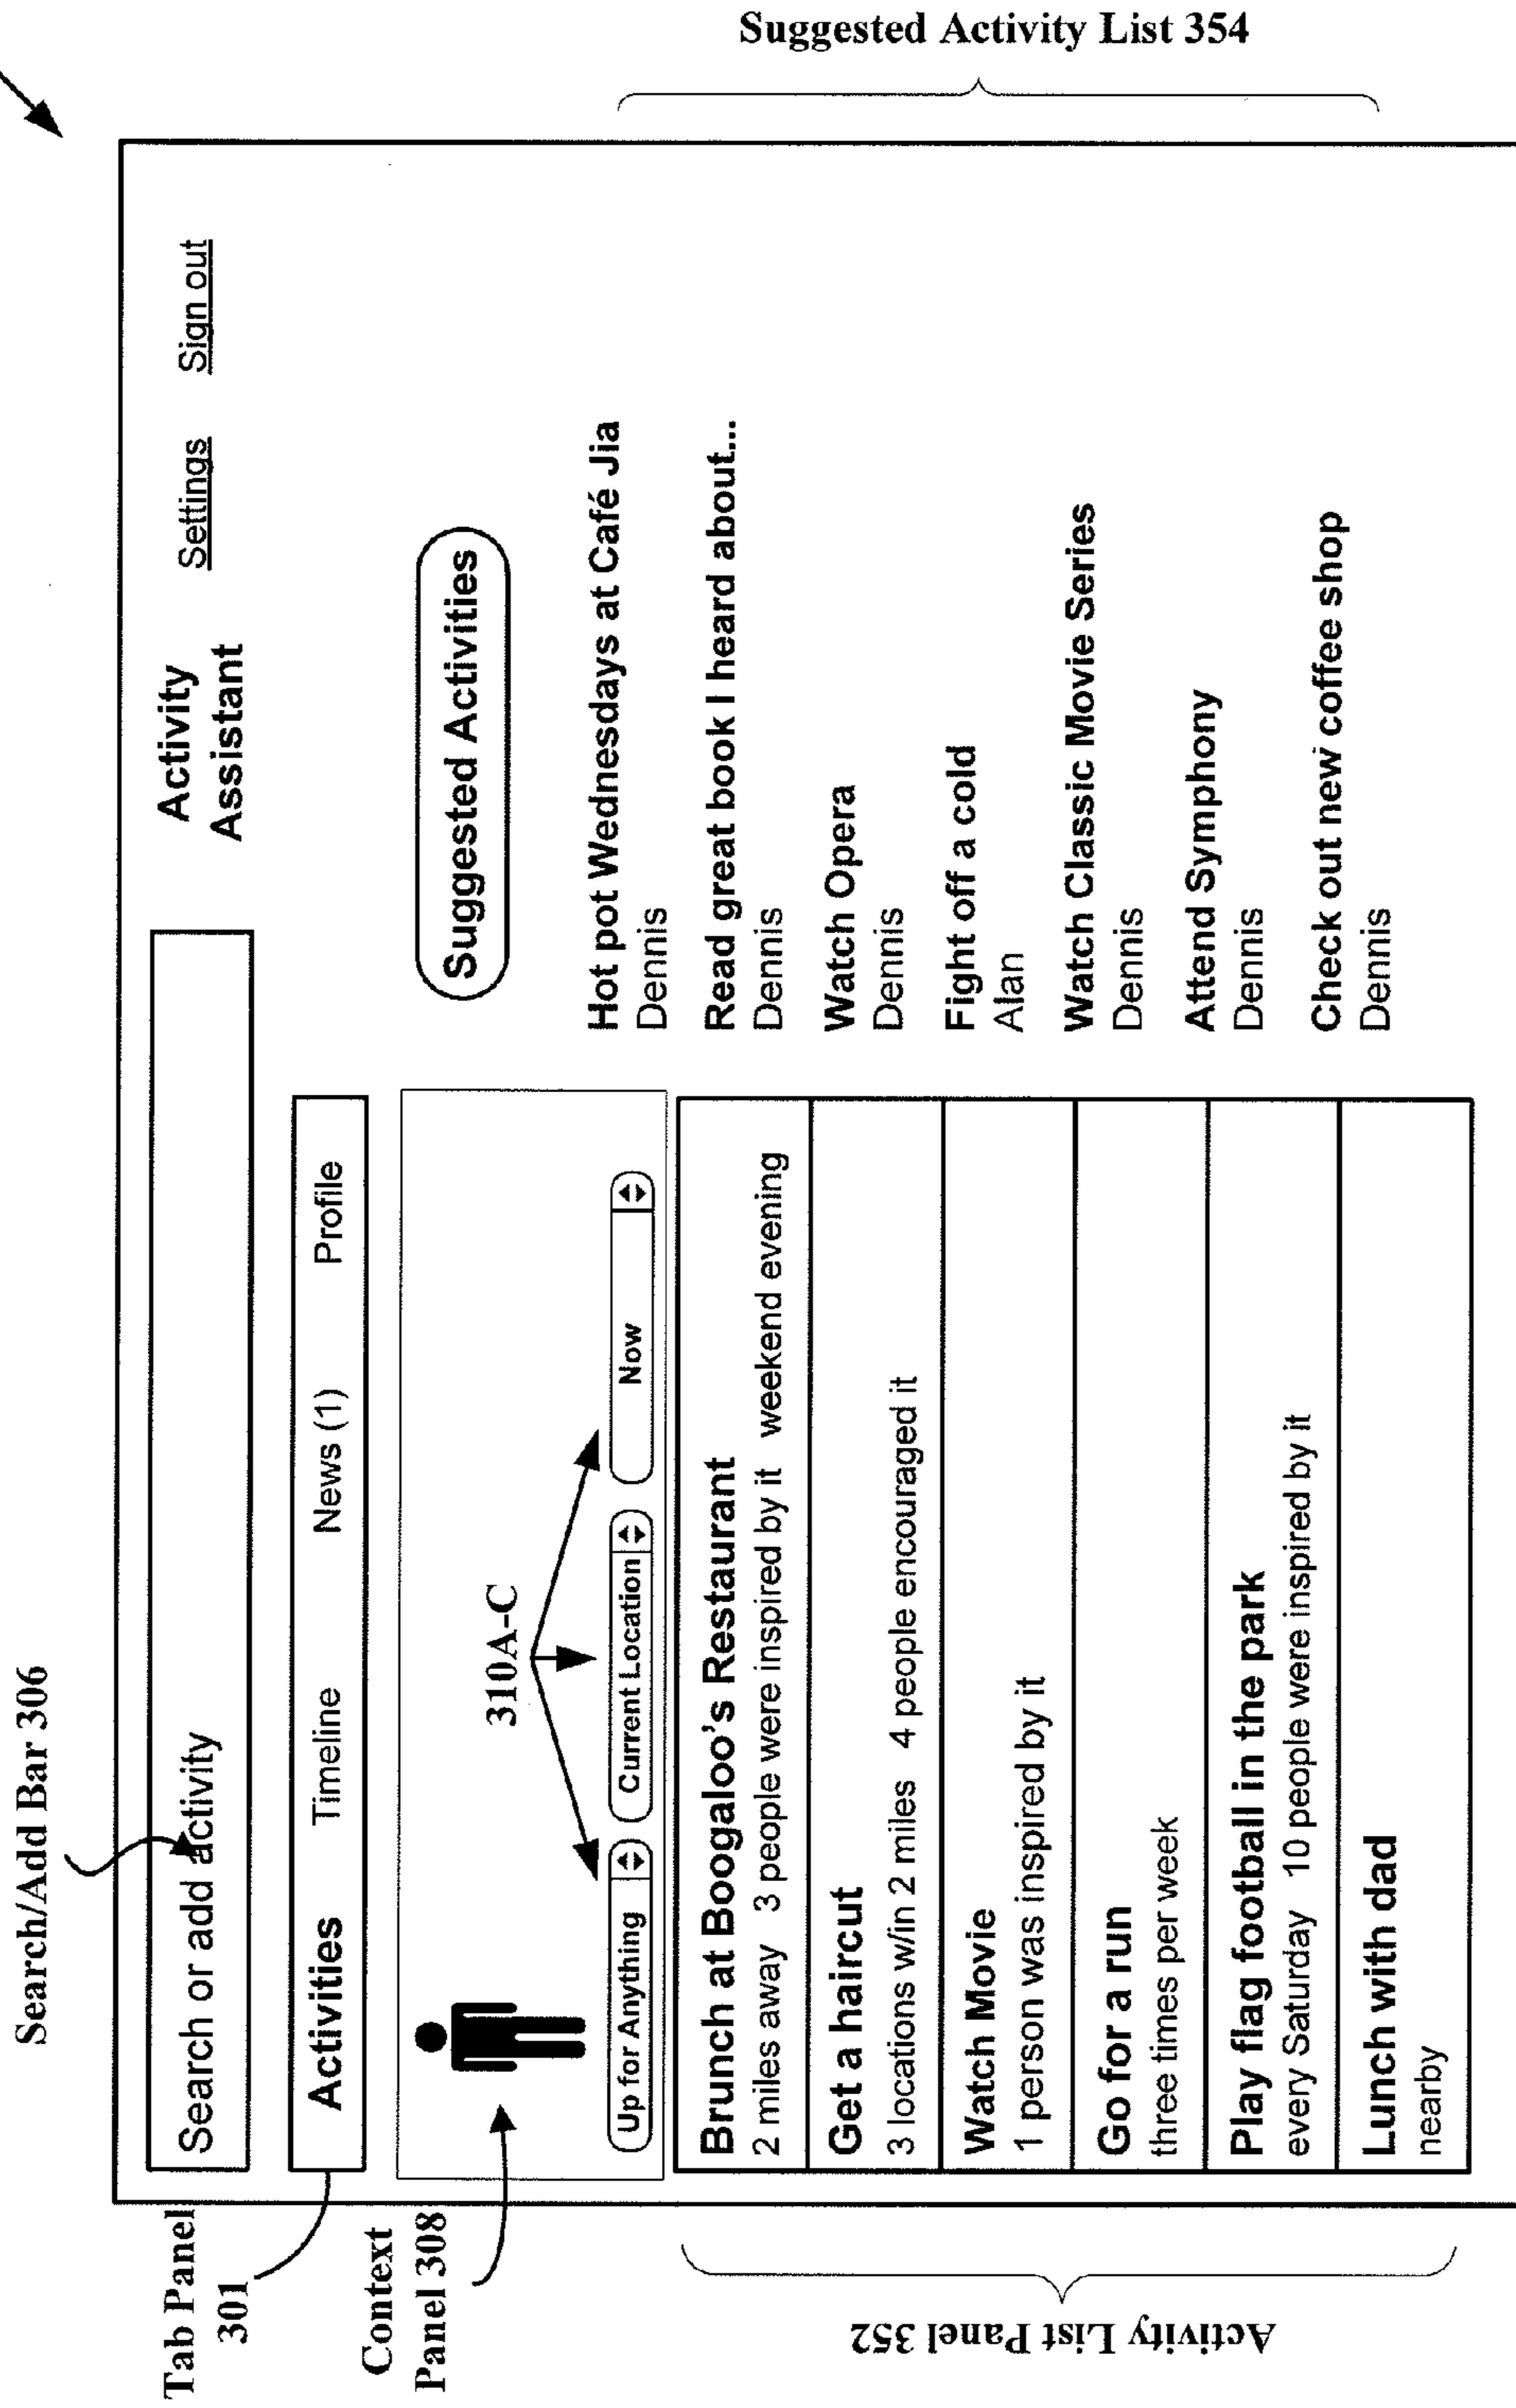 Search/Add Bar 306
Search or add activity
Activity
Assistant
Settings
Sign out
Tab Panel
301
Activities
Timeline
News (1)
Profile
Context
Panel 308
310A-C
Up for Anything
Current Location
Now
Activity List Panel 352
Brunch at Boogaloo's Restaurant
2 miles away 3 people were inspired by it weekend evening
Get a haircut
3 locations w/in 2 miles 4 people encouraged it
Watch Movie
1 person was inspired by it
Go for a run
three times per week
Play flag football in the park
every Saturday 10 people were inspired by it
Lunch with dad
nearby
Suggested Activities
Hot pot Wednesdays at Café Jia
Dennis
Read great book I heard about...
Dennis
Watch Opera
Dennis
Fight off a cold
Alan
Watch Classic Movie Series
Dennis
Attend Symphony
Dennis
Check out new coffee shop
Dennis
Suggested Activity List 354